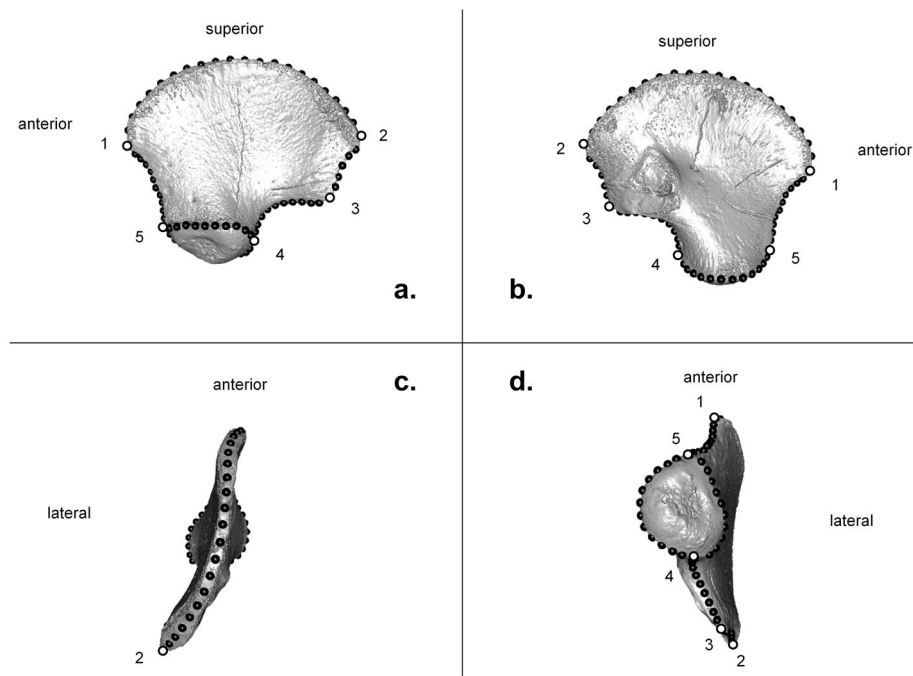 superior
anterior
1
2
3
4
5
a.
superior
anterior
2
1
3
4
5
b.
anterior
c.
lateral
2
d.
anterior
1
5
lateral
4
3
2